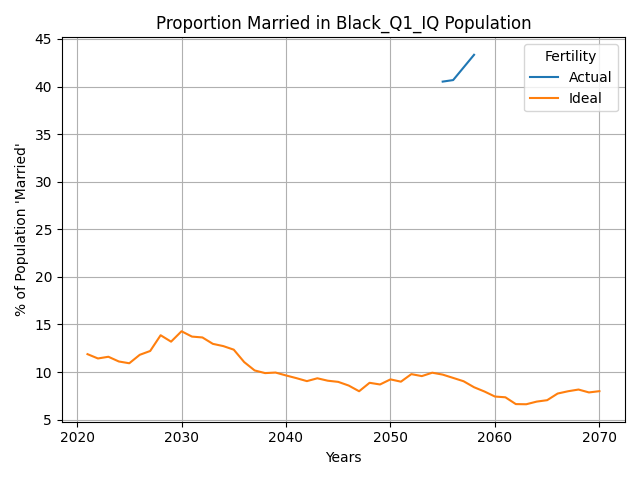 Proportion Married in Black_Q1_IQ Population
% of Population 'Married'
45
40
35
30
25
20
15
10
5
Fertility
Actual
Ideal
2020 2030 2040 2050 2060 2070
Years